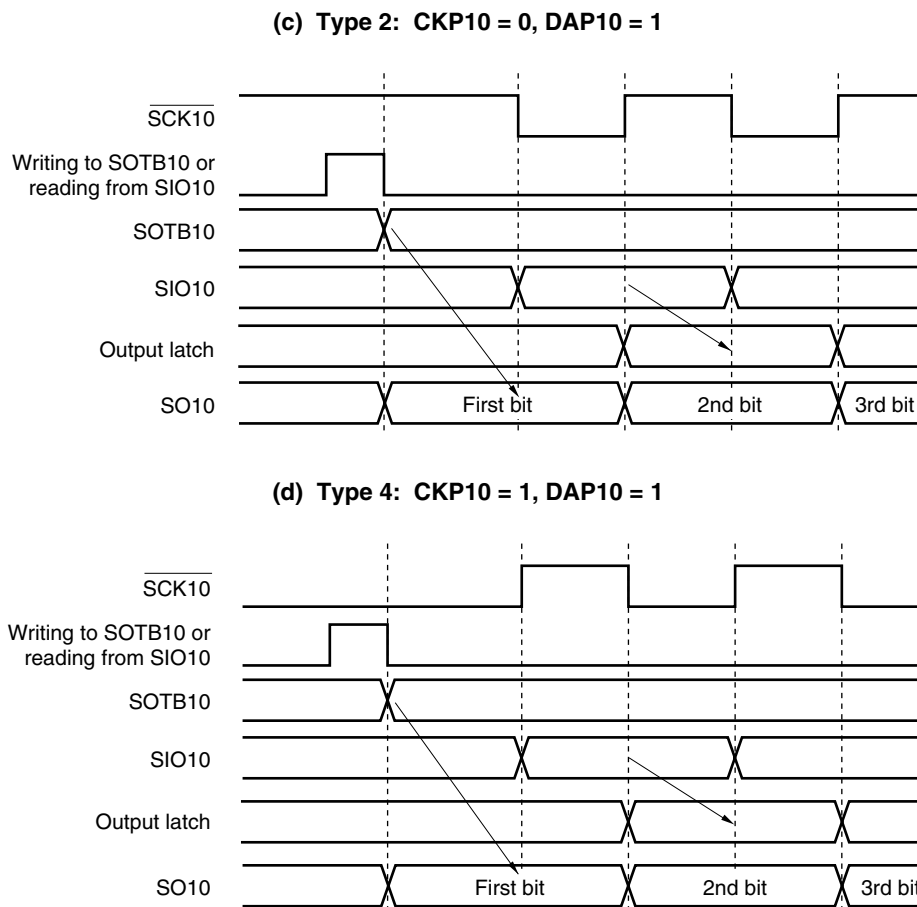 (c) Type 2: CKP10 = 0, DAP10 = 1
SCK10
Writing to SOTB10 or
reading from SIO10
SOTB10
SIO10
Output latch
SO10
First bit
2nd bit
3rd bit
(d) Type 4: CKP10 = 1, DAP10 = 1
SCK10
Writing to SOTB10 or
reading from SIO10
SOTB10
SIO10
Output latch
SO10
First bit
2nd bit
3rd bit